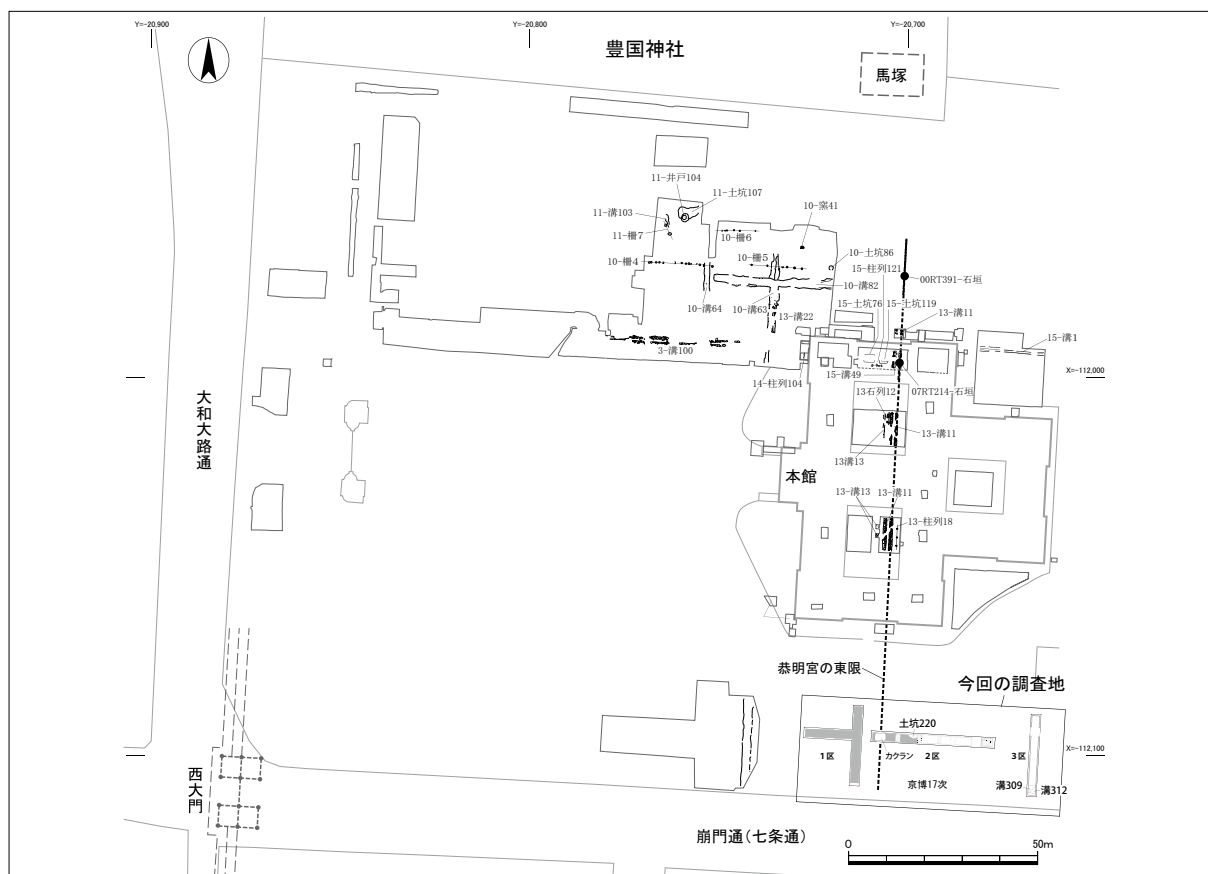 Y=-20,900
Y=-20,800
Y=-20,700
豊国神社
馬塚
11-井戸104
11-土坑107
11-溝103
11-柵7
10-柵6
10-窯41
10-柵4
10-柵5
10-土坑86
15-柱列121
00RT391-石垣
10-溝82
10-溝64
10-溝63
15-土坑76
15-土坑119
13-溝22
13-溝11
3-溝100
15-溝1
14-柱列104
15-溝49
07RT214-石垣
X=-112,000
13石列12
13-溝11
13溝13
大和大路通
本館
13-溝13
13-溝11
13-柱列18
恭明宮の東限
今回の調査地
土坑220
1区
カクラン
2区
3区
X=-112,100
京博17次
溝309
溝312
西大門
崩門通(七条通)
0
50m